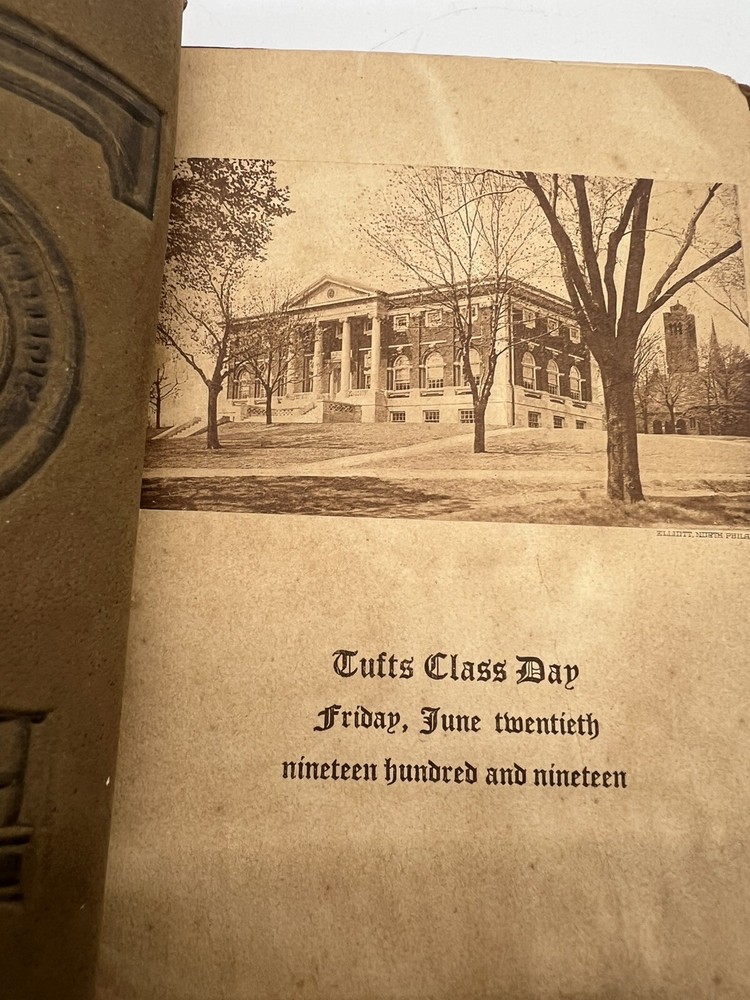 ELLIOTT, NORTH PHILA
Tufts Class Day
Friday, June twentieth
nineteen hundred and nineteen